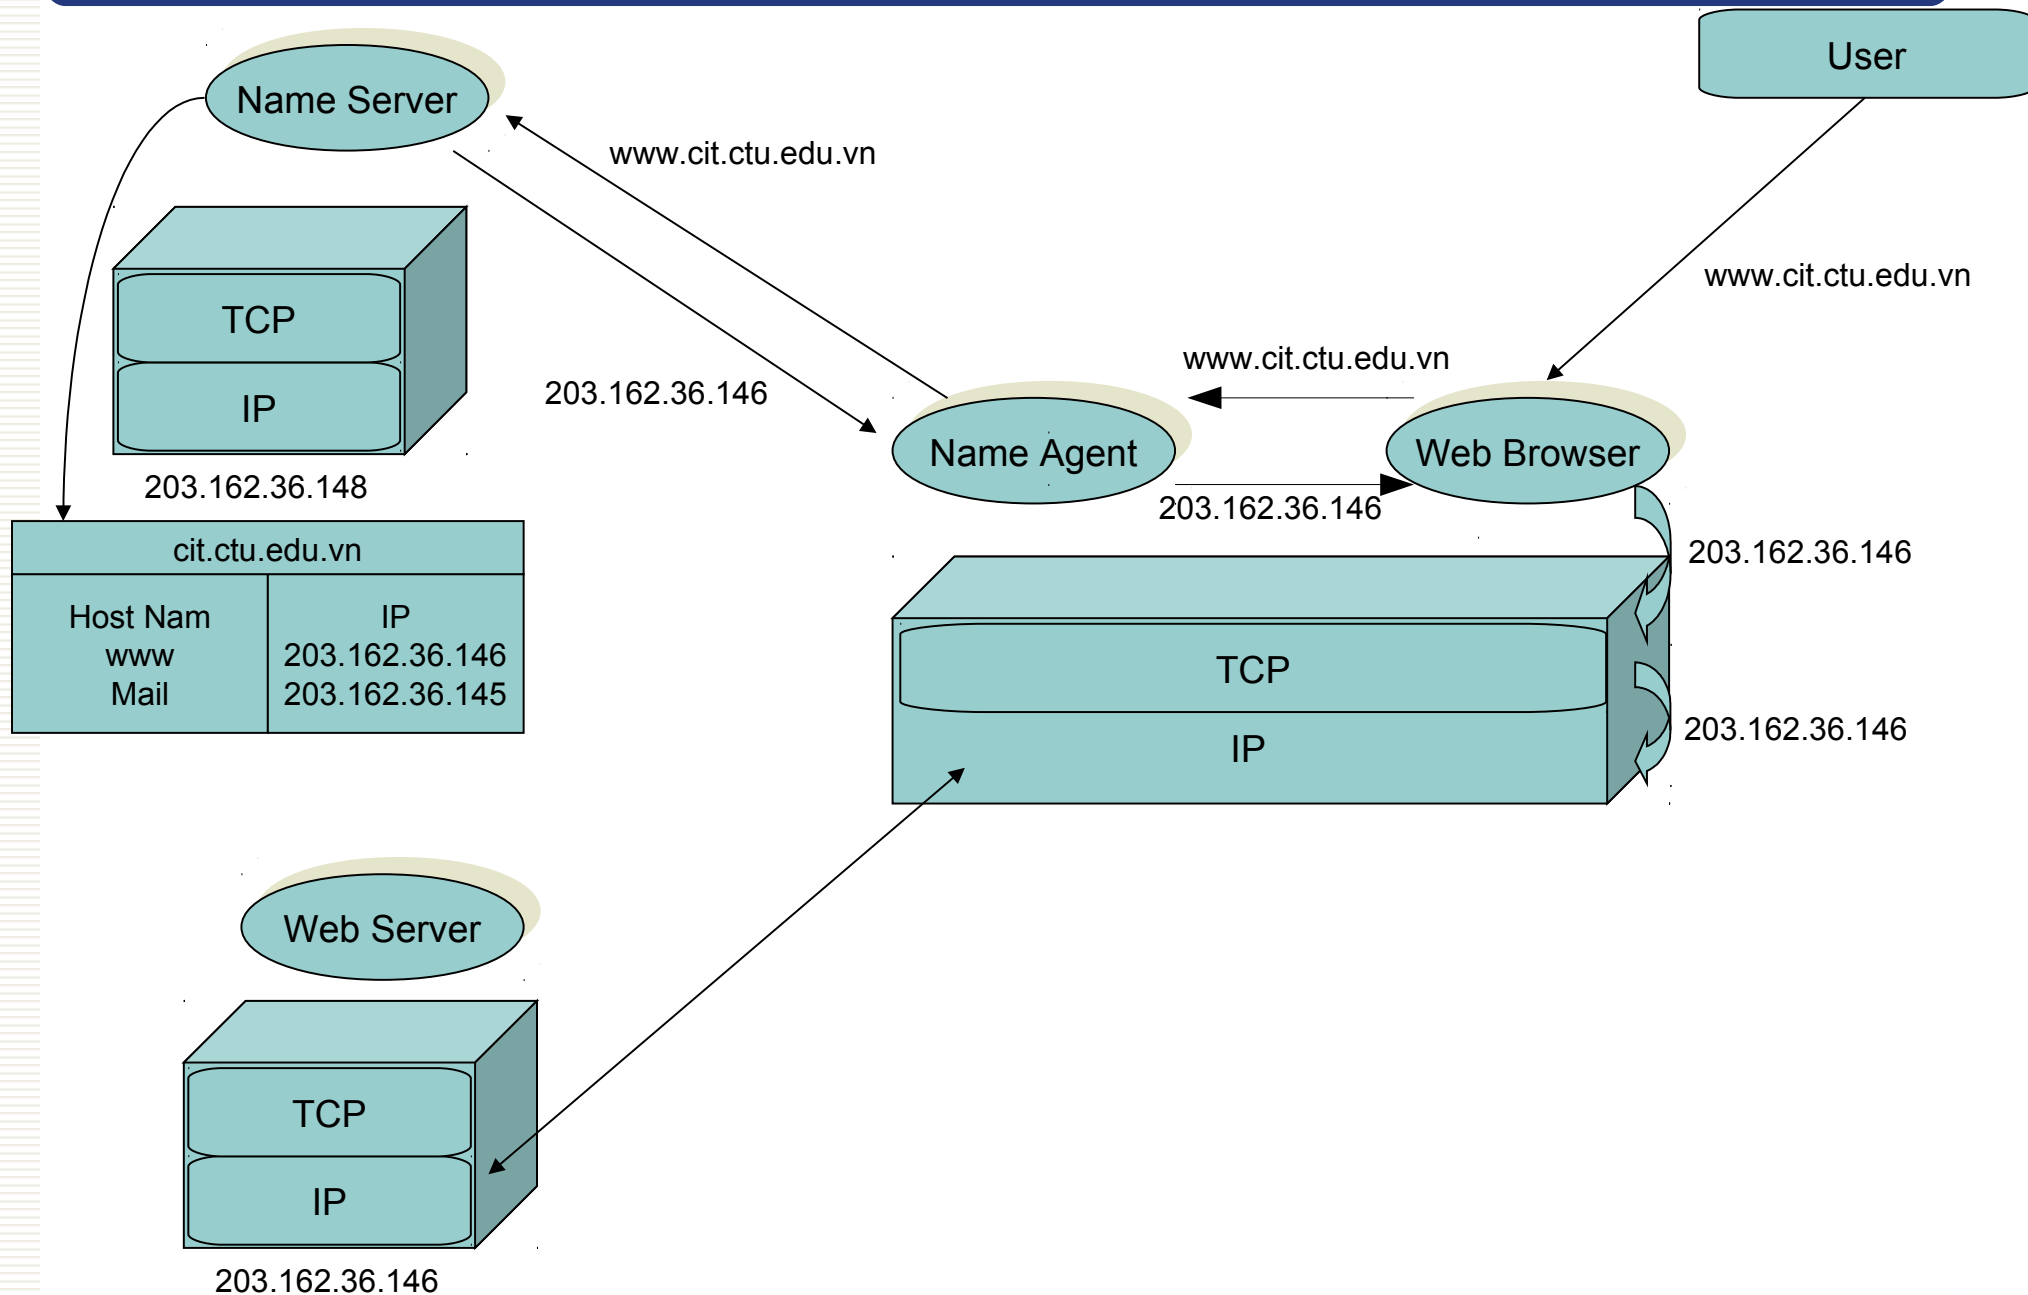 User
Name Server
www.cit.ctu.edu.vn
www.cit.ctu.edu.vn
TCP
IP
203.162.36.148
203.162.36.146
www.cit.ctu.edu.vn
Name Agent
Web Browser
203.162.36.146
203.162.36.146
cit.ctu.edu.vn
Host Nam IP
www 203.162.36.146
Mail 203.162.36.145
TCP
IP
203.162.36.146
Web Server
TCP
IP
203.162.36.146